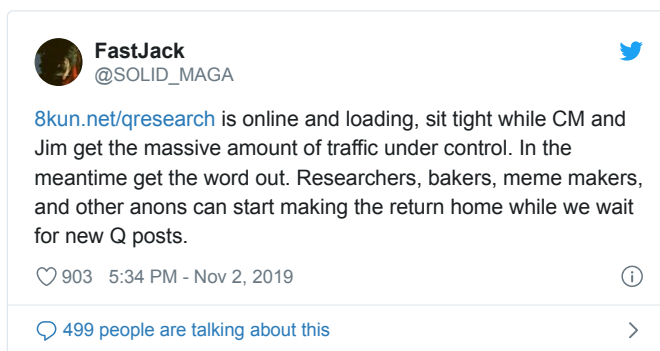 FastJack
@SOLID_MAGA
8kun.net/qresearch is online and loading, sit tight while CM and
Jim get the massive amount of traffic under control. In the
meantime get the word out. Researchers, bakers, meme makers,
and other anons can start making the return home while we wait
for new Q posts.
903 5:34 PM - Nov 2, 2019
499 people are talking about this